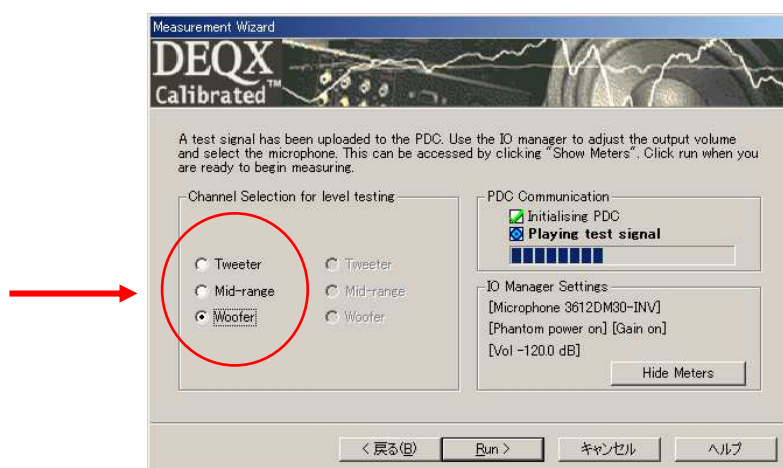 Measurement Wizard
DEQX
Calibrated™
A test signal has been uploaded to the PDC. Use the IO manager to adjust the output volume
and select the microphone. This can be accessed by clicking "Show Meters". Click run when you
are ready to begin measuring.
Channel Selection for level testing
Tweeter
Tweeter
Mid-range
Mid-range
Woofer
Woofer
PDC Communication
Initialising PDC
Playing test signal
IO Manager Settings
[Microphone 3612DM30-INV]
[Phantom power on] [Gain on]
[Vol -120.0 dB]
Hide Meters
< 戻る(B)
Run >
キャンセル
ヘルプ